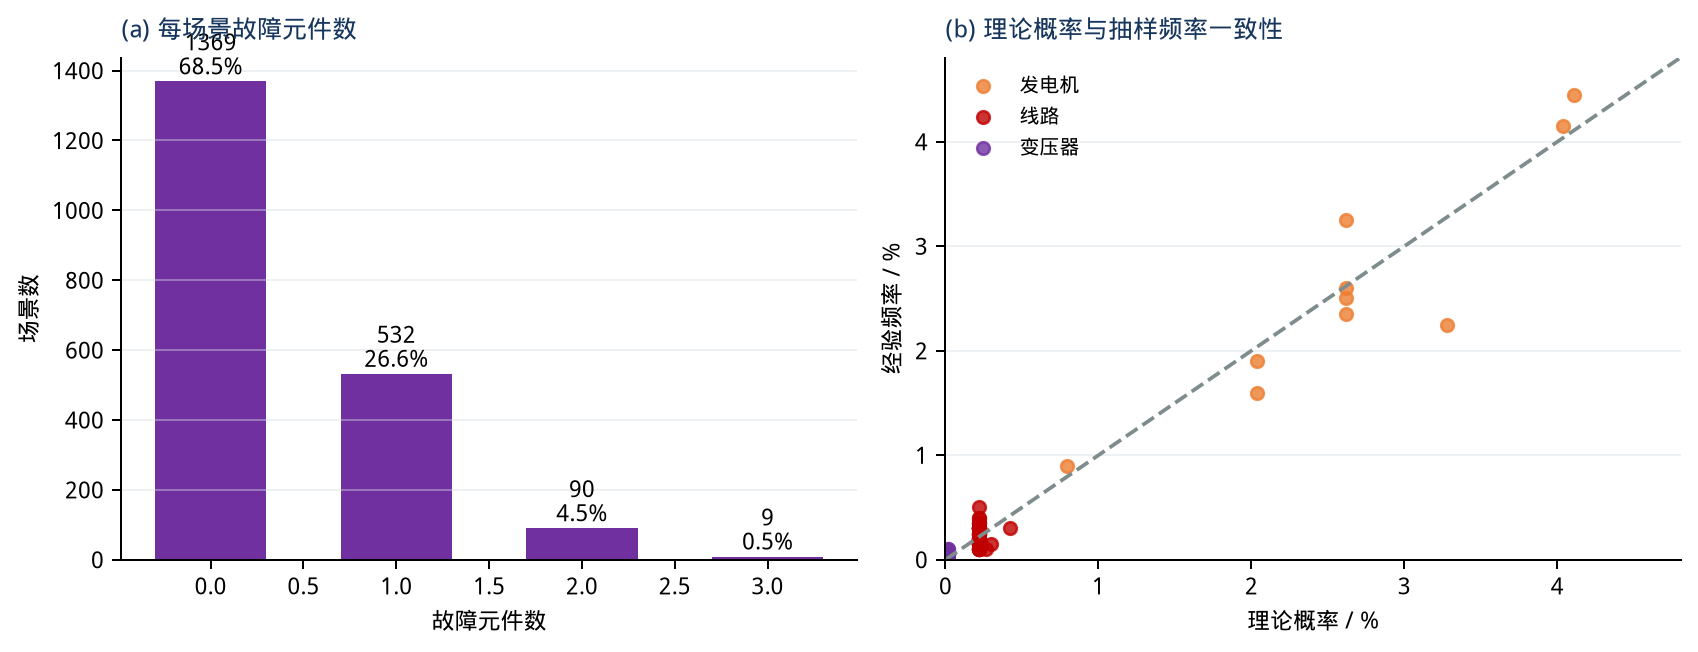 (a) 每场景故障元件数
1369
68.5%
532
26.6%
90
4.5%
9
0.5%
1400
1200
1000
800
600
400
200
0
场景数
0.0 0.5 1.0 1.5 2.0 2.5 3.0
故障元件数
(b) 理论概率与抽样频率一致性
发电机
线路
变压器
4
3
2
1
0
经验频率 / %
0 1 2 3 4
理论概率 / %